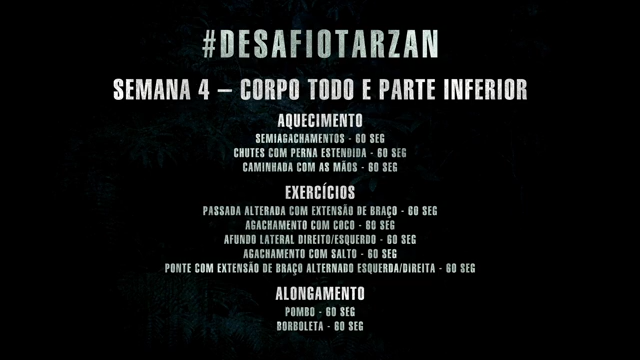 #DESAFIOTARZAN
SEMANA 4 – CORPO TODO E PARTE INFERIOR
AQUECIMENTO
SEMIAGACHAMENTOS - 60 SEG
CHUTES COM PERNA ESTENDIDA - 60 SEG
CAMINHADA COM AS MÃOS - 60 SEG
EXERCÍCIOS
PASSADA ALTERADA COM EXTENSÃO DE BRAÇO - 60 SEG
AGACHAMENTO COM COCO - 60 SEG
AFUNDO LATERAL DIREITO/ESQUERDO - 60 SEG
AGACHAMENTO COM SALTO - 60 SEG
PONTE COM EXTENSÃO DE BRAÇO ALTERNADO ESQUERDA/DIREITA - 60 SEG
ALONGAMENTO
POMBO - 60 SEG
BORBOLETA - 60 SEG